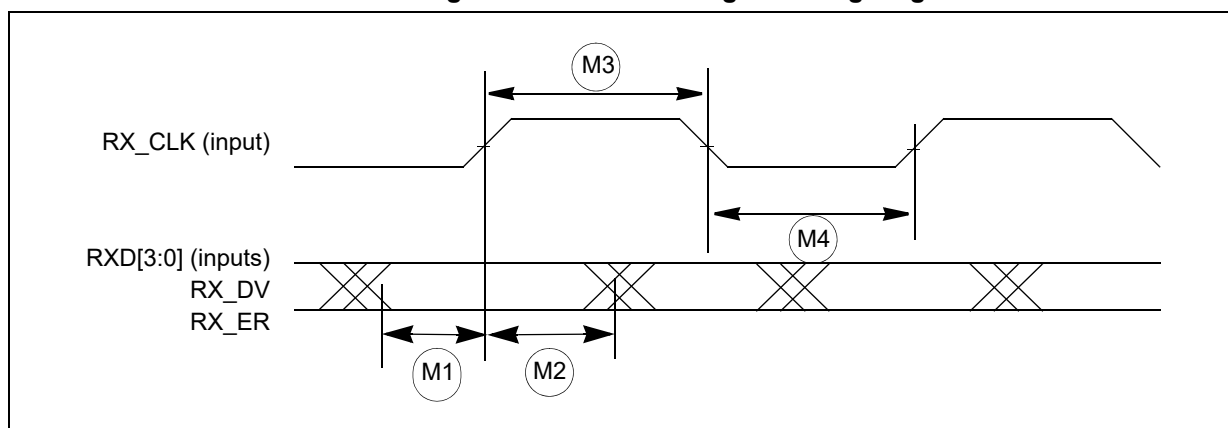 M3
RX_CLK (input)
M4
RXD[3:0] (inputs)
RX_DV
RX_ER
M1
M2